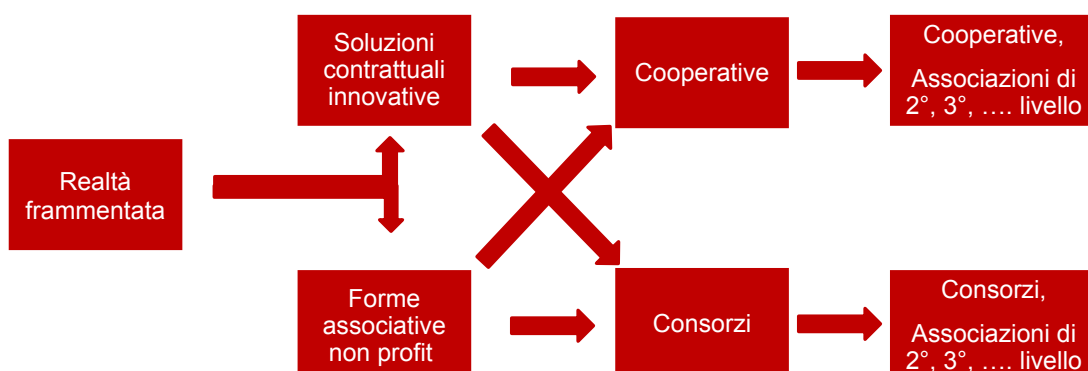 Realtà
frammentata
Soluzioni
contrattuali
innovative
Forme
associative
non profit
Cooperative
Consorzi
Cooperative,
Associazioni di
2°, 3°, …. livello
Consorzi,
Associazioni di
2°, 3°, …. livello